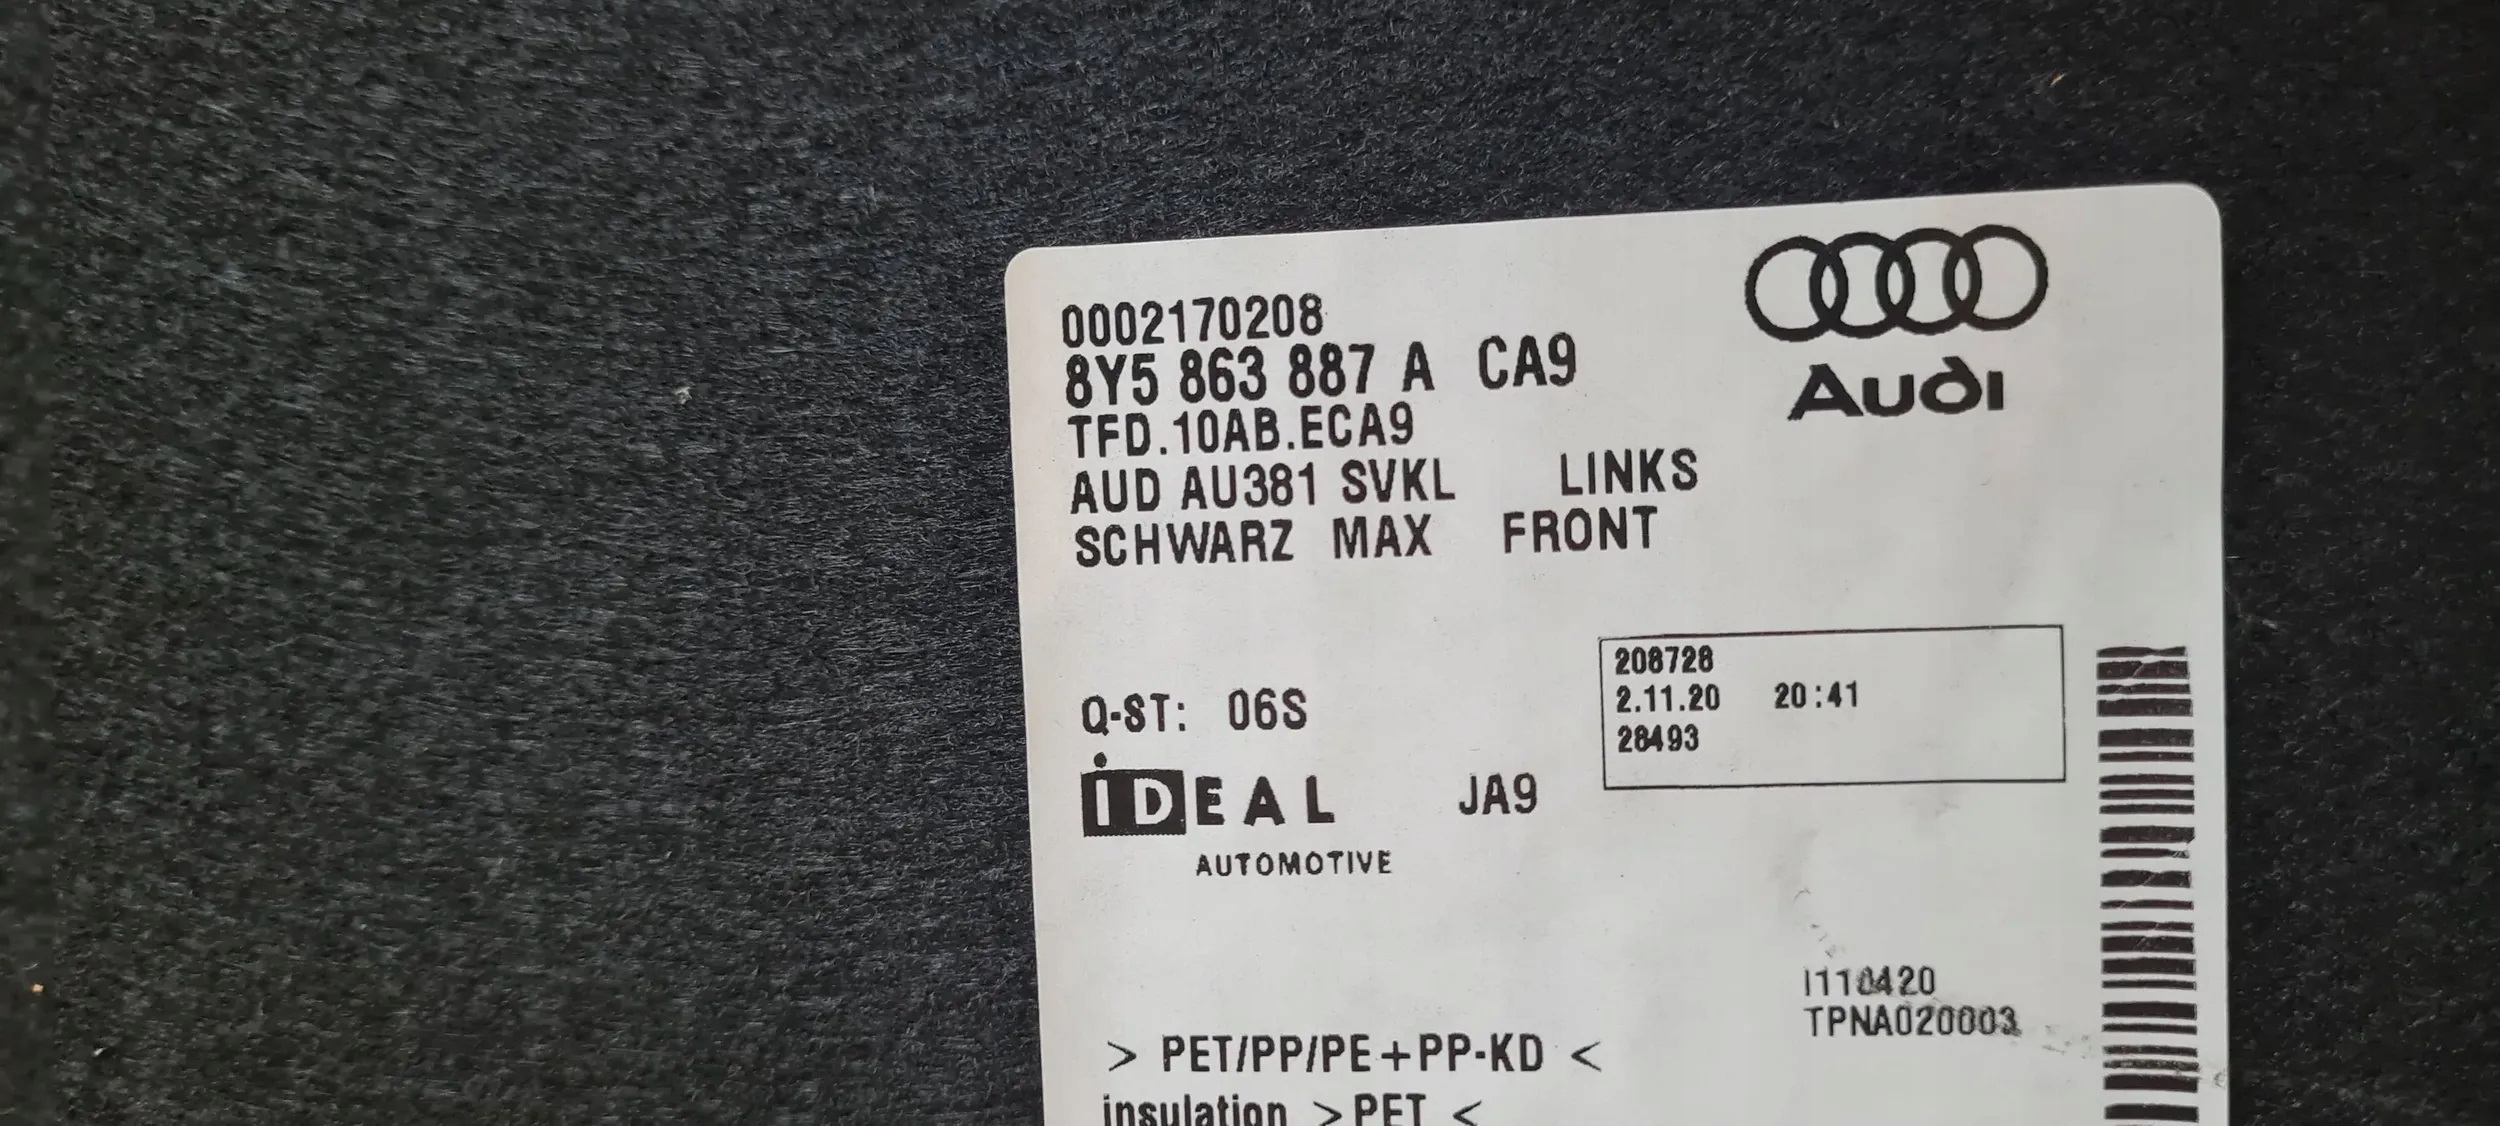 0002170208
8Y5 863 887 A CA9
TFD.10AB.ECA9
AUD AU381 SVKL LINKS
SCHWARZ MAX FRONT
Audi
208728
2.11.20 20:41
28493
Q-ST: 06S
iDEAL JA9
AUTOMOTIVE
I110420
TPNA020003
> PET/PP/PE+PP-KD <
insulation >PET <